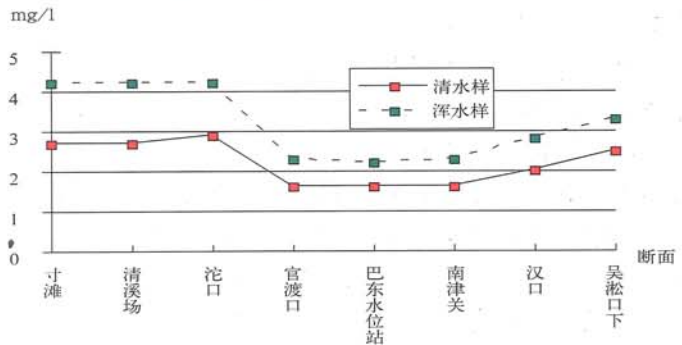 mg/l
5
4
3
2
1
0
清水样
浑水样
断面
寸滩
清溪场
沱口
官渡口
巴东水位站
南津关
汉口
吴淞口下